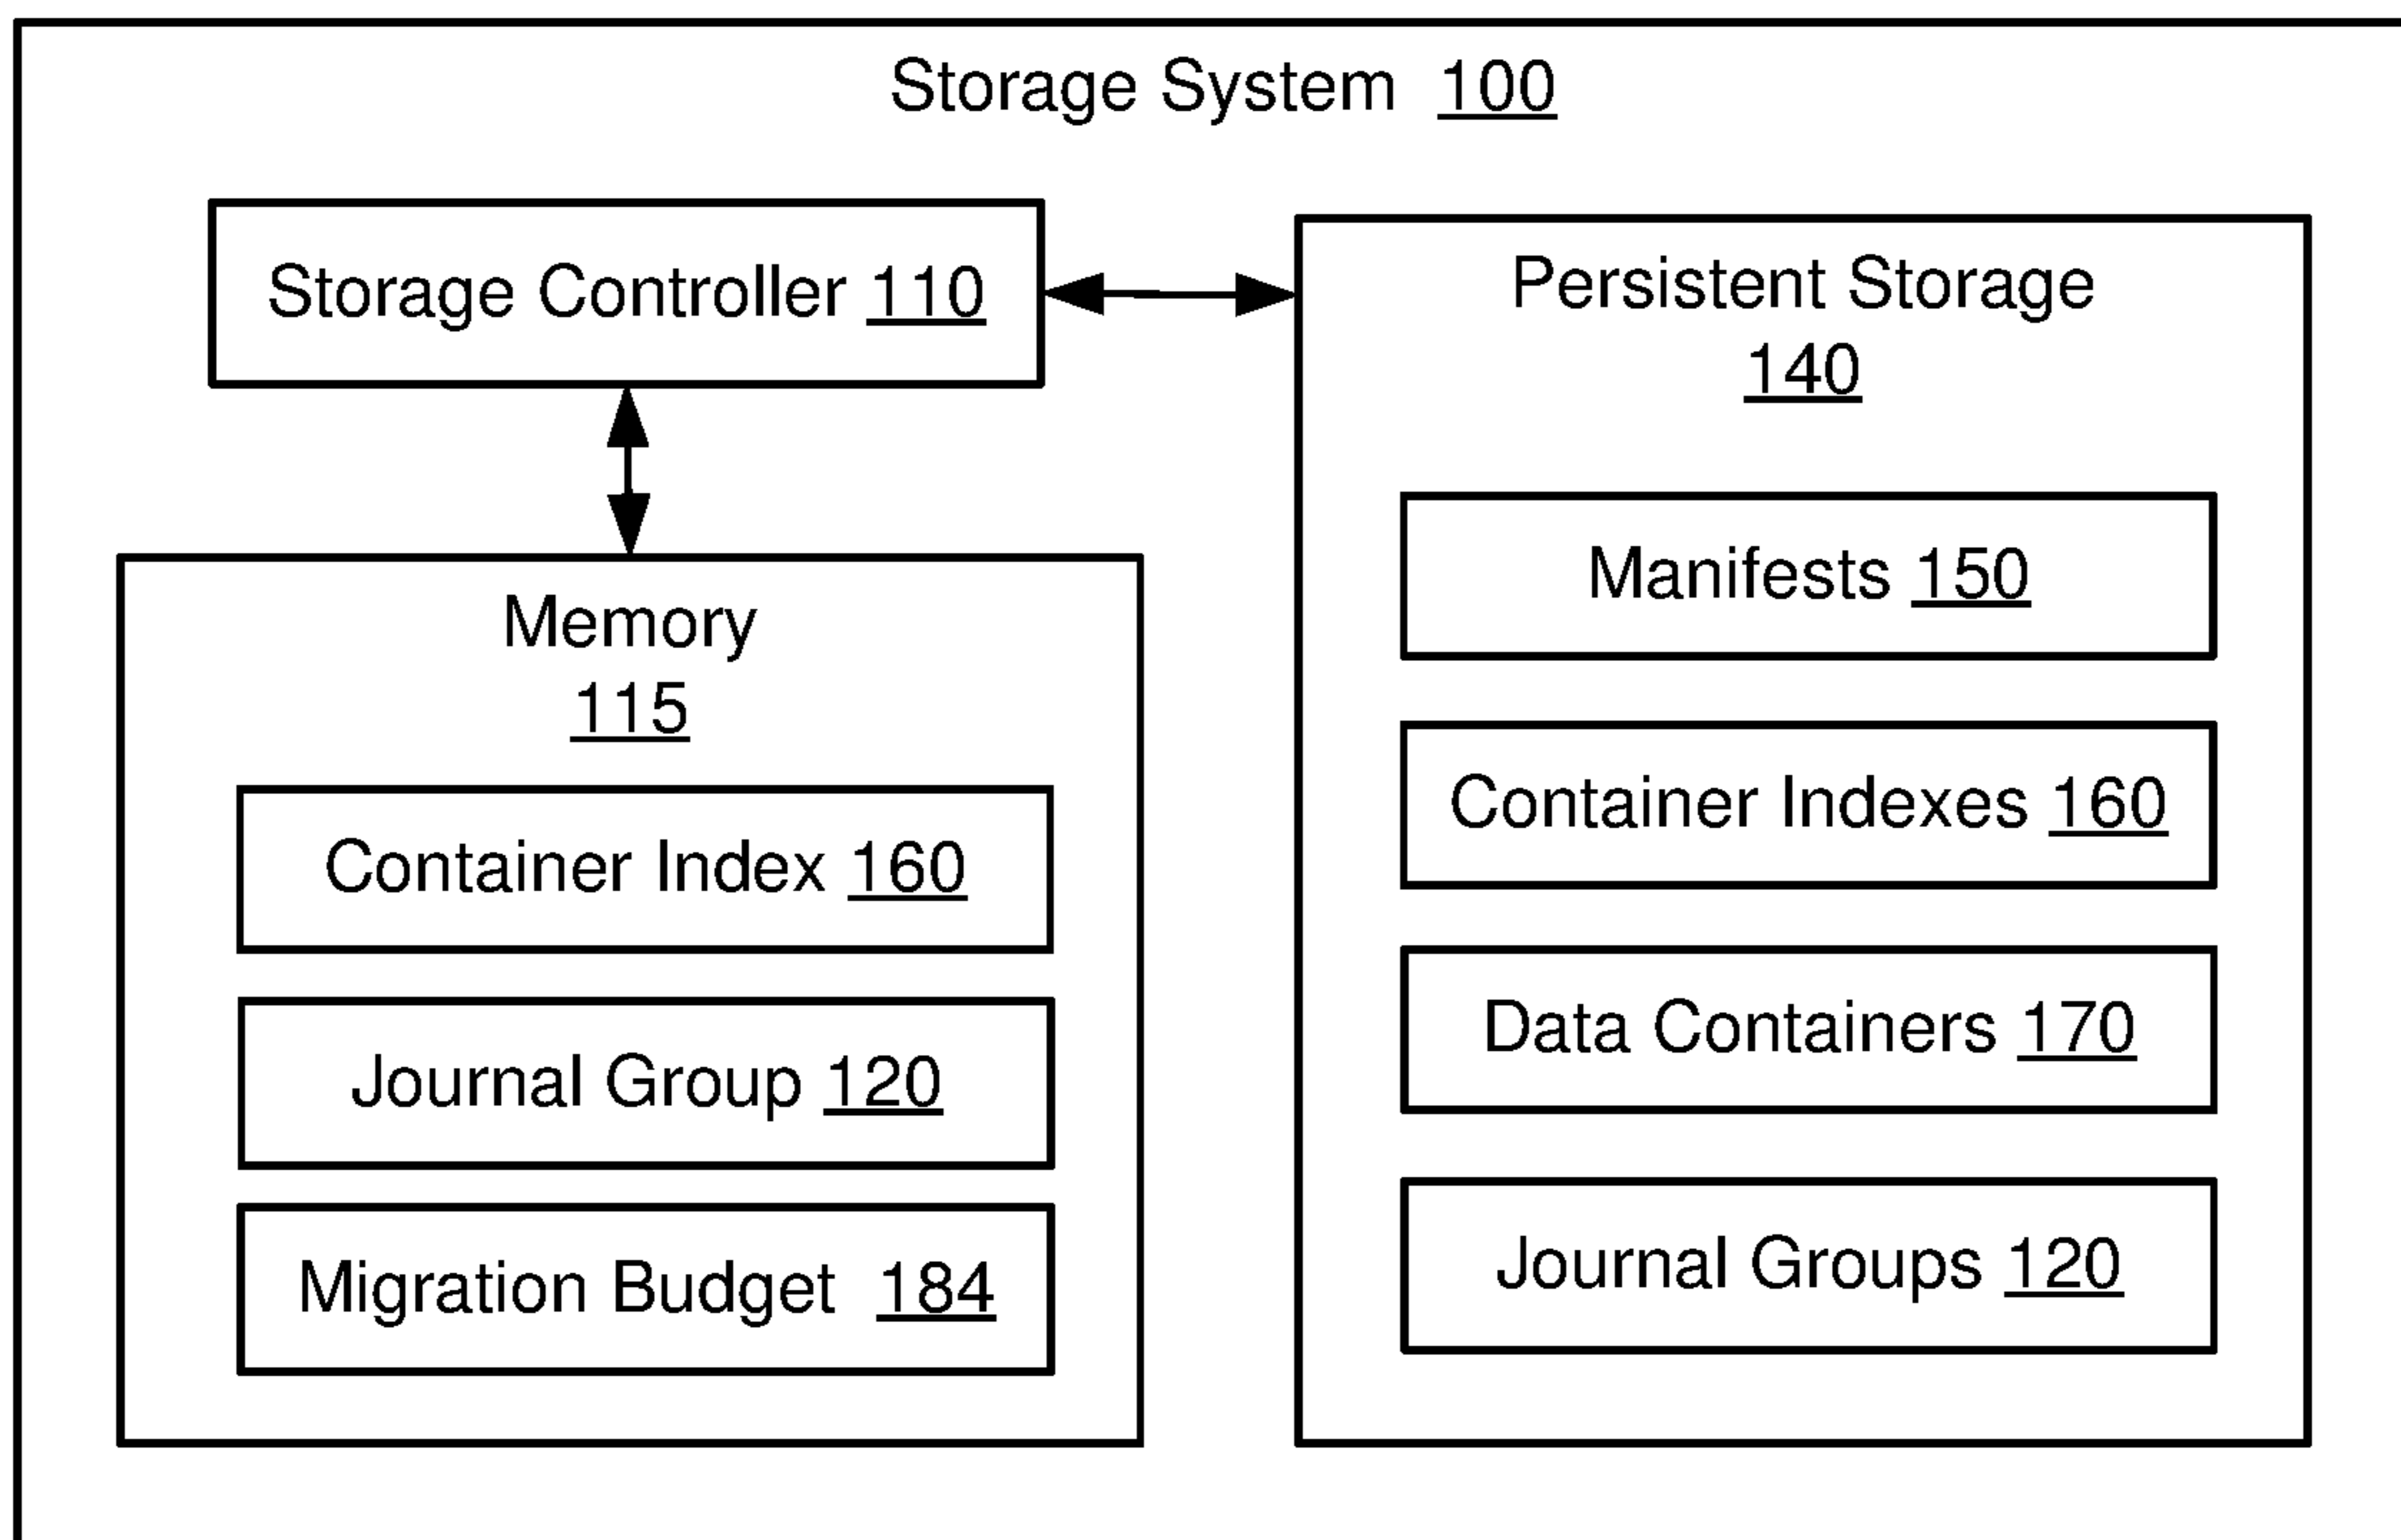 Storage System 100
Storage Controller 110
Memory
115
Container Index 160
Journal Group 120
Migration Budget 184
Persistent Storage
140
Manifests 150
Container Indexes 160
Data Containers 170
Journal Groups 120